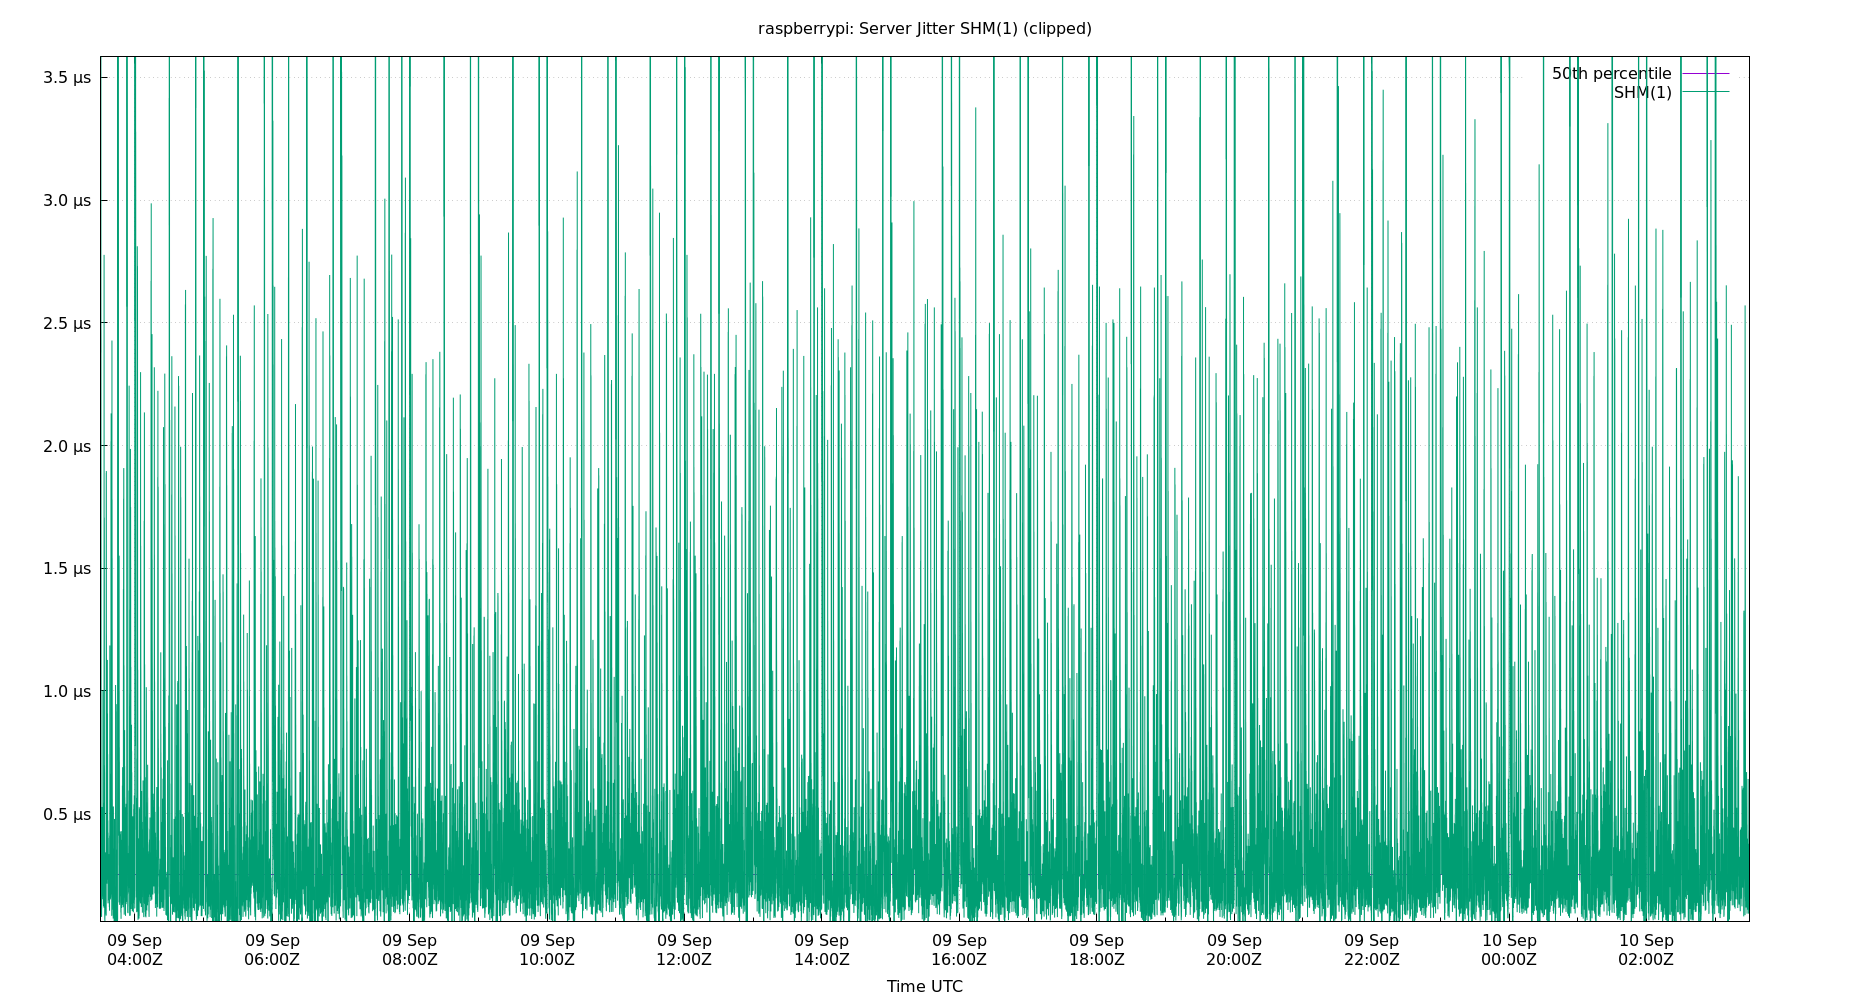 raspberrypi: Server Jitter SHM(1) (clipped)
50th percentile
SHM(1)
3.5 µs
3.0 µs
2.5 µs
2.0 µs
1.5 µs
1.0 µs
0.5 µs
09 Sep 09 Sep 09 Sep 09 Sep 09 Sep 09 Sep 09 Sep 09 Sep 09 Sep 09 Sep 10 Sep 10 Sep
04:00Z 06:00Z 08:00Z 10:00Z 12:00Z 14:00Z 16:00Z 18:00Z 20:00Z 22:00Z 00:00Z 02:00Z
Time UTC